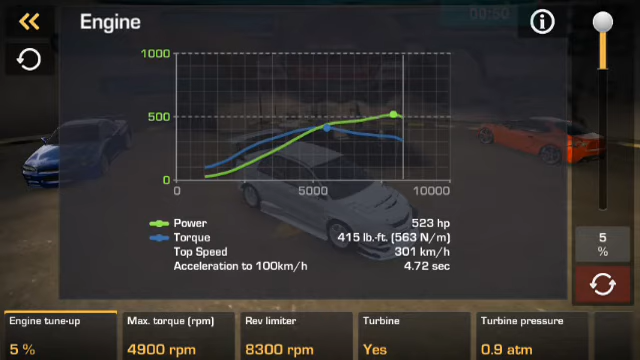 00:50
Engine
1000
500
0
0 5000 10000
Power 523 hp
Torque 415 lb.-ft. (563 N/m)
Top Speed 301 km/h
Acceleration to 100km/h 4.72 sec
5
%
Engine tune-up
5 %
Max. torque (rpm)
4900 rpm
Rev limiter
8300 rpm
Turbine
Yes
Turbine pressure
0.9 atm